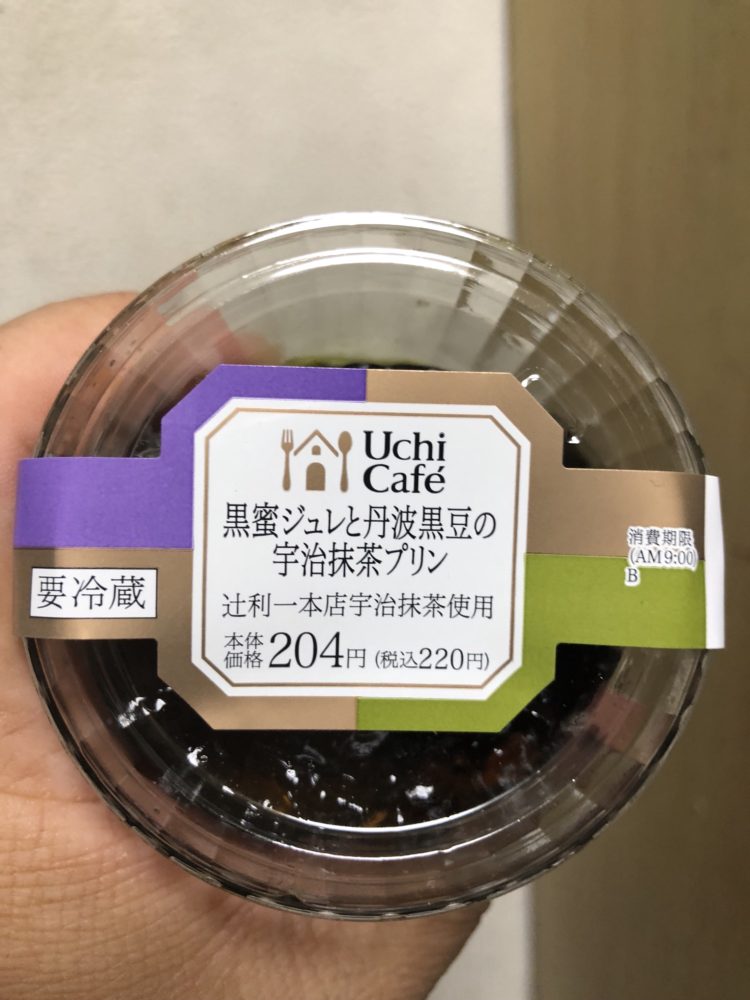 Uchi
Café
黒蜜ジュレと丹波黒豆の
宇治抹茶プリン
辻利一本店宇治抹茶使用
本体
価格 204円 (税込220円)
要冷蔵
消費期限
(AM9:00)
B